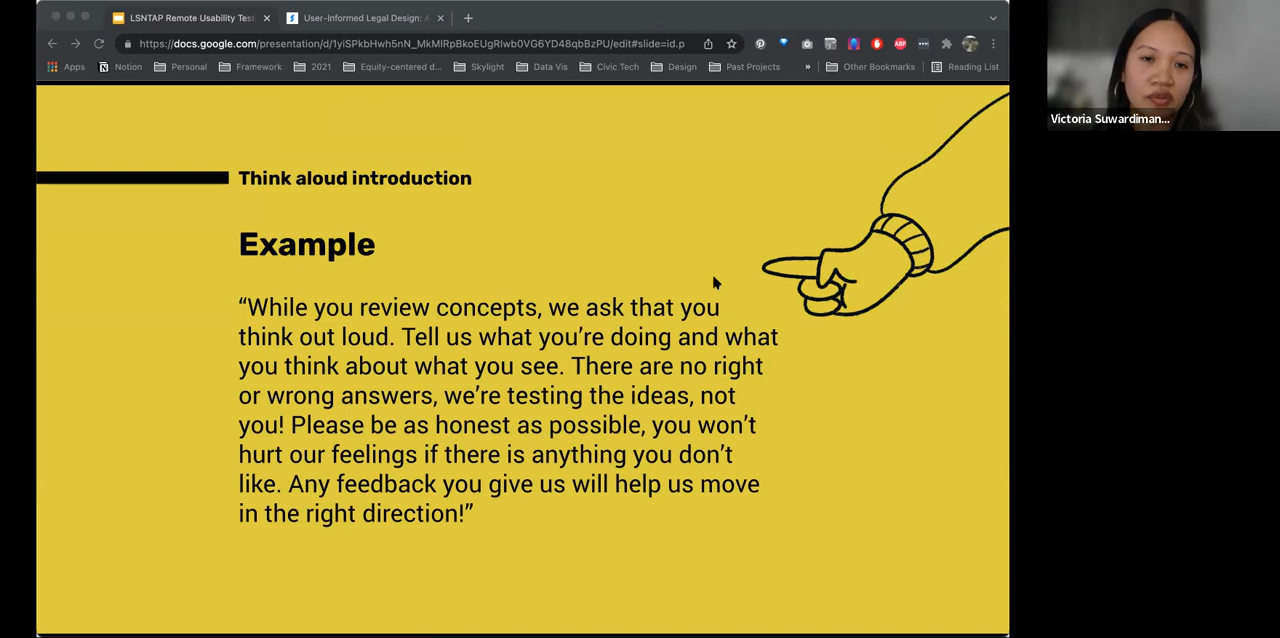 LSNTAP Remote Usability Test
User-Informed Legal Design: A
https://docs.google.com/presentation/d/1yiSPkbHwh5nN_MkMlRpBkoEUgRIwb0VG6YD48qbBzPU/edit#slide=id.p
ABP
Apps
Notion
Personal
Framework
2021
Equity-centered d...
Skylight
Data Vis
Civic Tech
Design
Past Projects
»
Other Bookmarks
Reading List
Victoria Suwardiman...
Think aloud introduction
Example
“While you review concepts, we ask that you
think out loud. Tell us what you’re doing and what
you think about what you see. There are no right
or wrong answers, we’re testing the ideas, not
you! Please be as honest as possible, you won’t
hurt our feelings if there is anything you don’t
like. Any feedback you give us will help us move
in the right direction!”